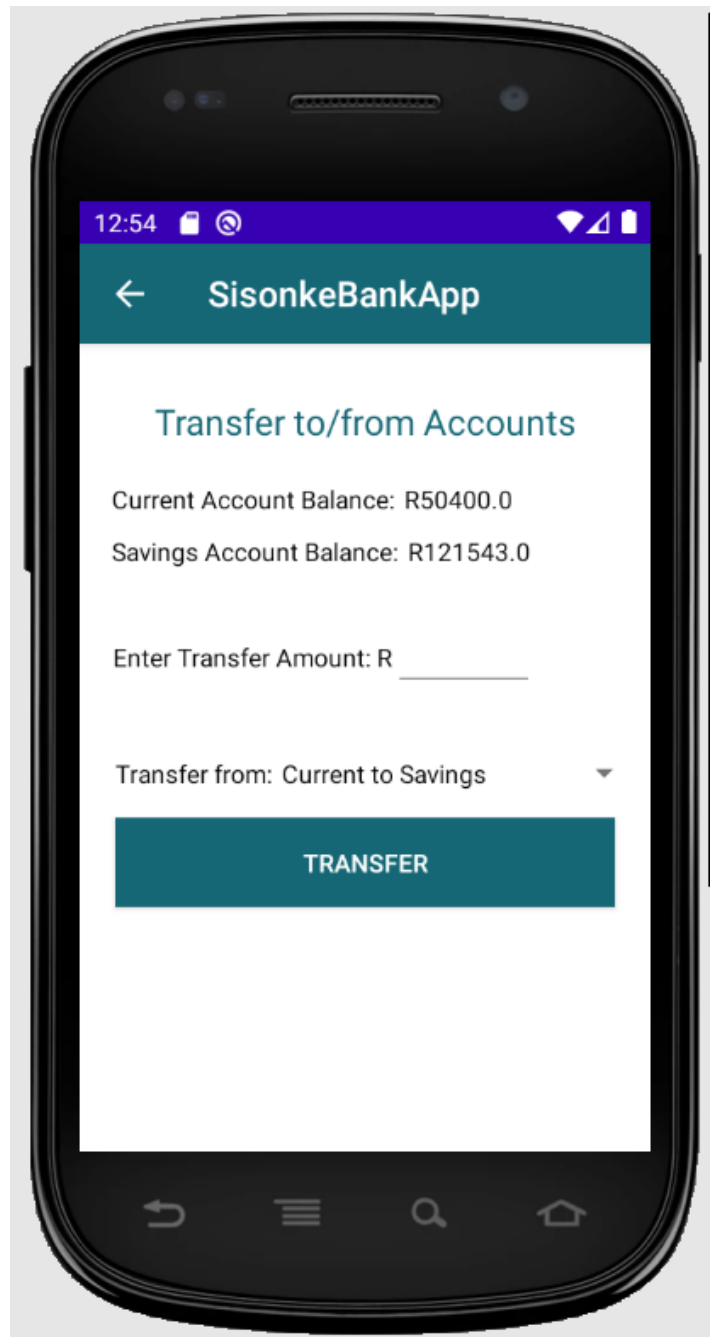 12:54
SisonkeBankApp
Transfer to/from Accounts
Current Account Balance: R50400.0
Savings Account Balance: R121543.0
Enter Transfer Amount: R
Transfer from: Current to Savings
TRANSFER